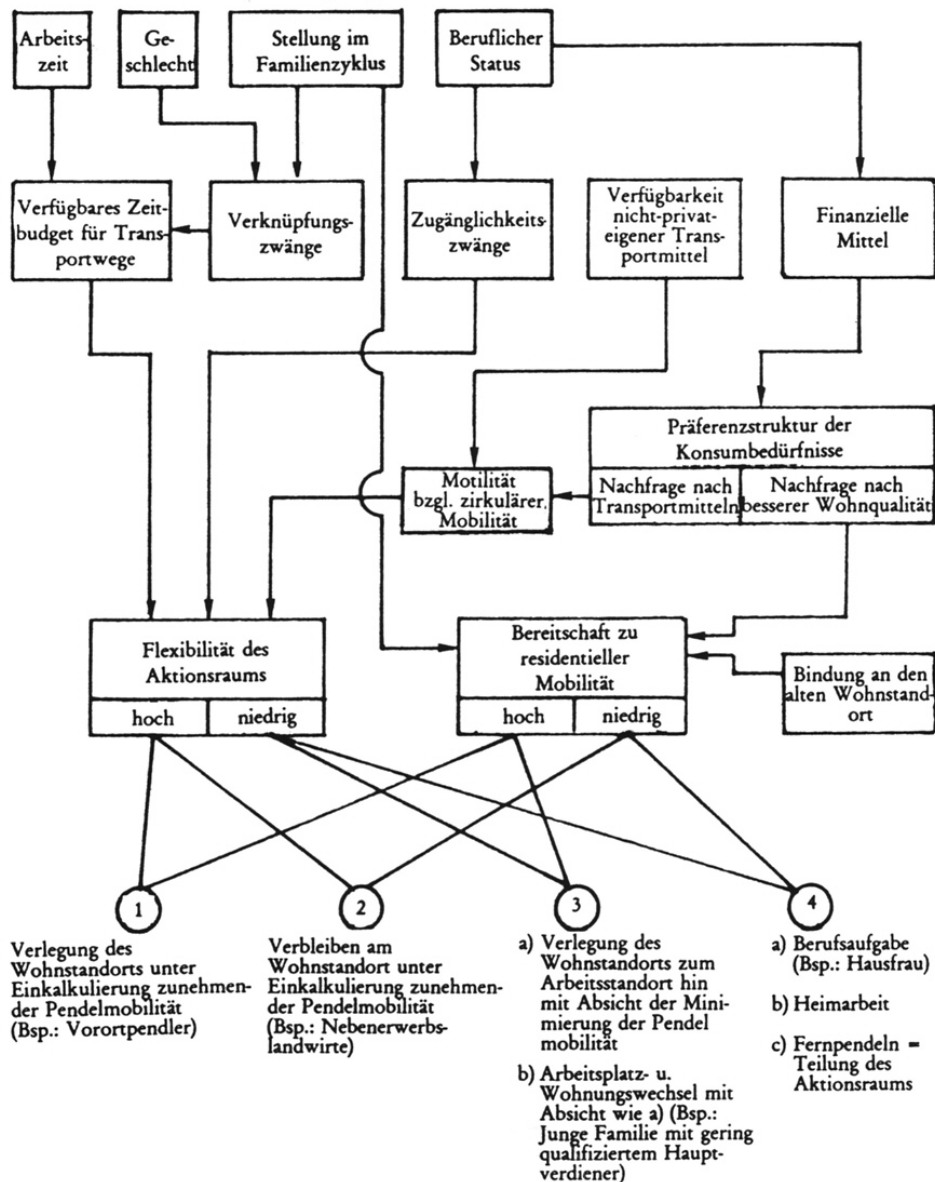 Arbeits-
zeit
Ge-
schlecht
Stellung im
Familienzyklus
Beruflicher
Status
Verfügbares Zeit-
budget für Trans-
portwege
Verknüpfungs-
zwänge
Zugänglichkeits-
zwänge
Verfügbarkeit
nicht-privat-
eigener Trans-
portmittel
Finanzielle
Mittel
Präferenzstruktur der
Konsumbedürfnisse
Nachfrage nach
Transportmitteln
Nachfrage nach
besserer Wohnqualität
Motilität
bzgl. zirkulärer
Mobilität
Flexibilität des
Aktionsraums
hoch
niedrig
Bereitschaft zu
residentieller
Mobilität
hoch
niedrig
Bindung an den
alten Wohnstand-
ort
1
Verlegung des
Wohnstandorts unter
Einkalkulierung zunehmen-
der Pendelmobilität
(Bsp.: Vorortpendler)
2
Verbleiben am
Wohnstandort unter
Einkalkulierung zunehmen-
der Pendelmobilität
(Bsp.: Nebenerwerbs-
landwirte)
3
a) Verlegung des
Wohnstandorts zum
Arbeitsstandort hin
mit Absicht der Mini-
mierung der Pendel
mobilität
b) Arbeitsplatz- u.
Wohnungswechsel mit
Absicht wie a) (Bsp.:
Junge Familie mit gering
qualifiziertem Haupt-
verdiener)
4
a) Berufsaufgabe
(Bsp.: Hausfrau)
b) Heimarbeit
c) Fernpendeln =
Teilung des
Aktionsraums